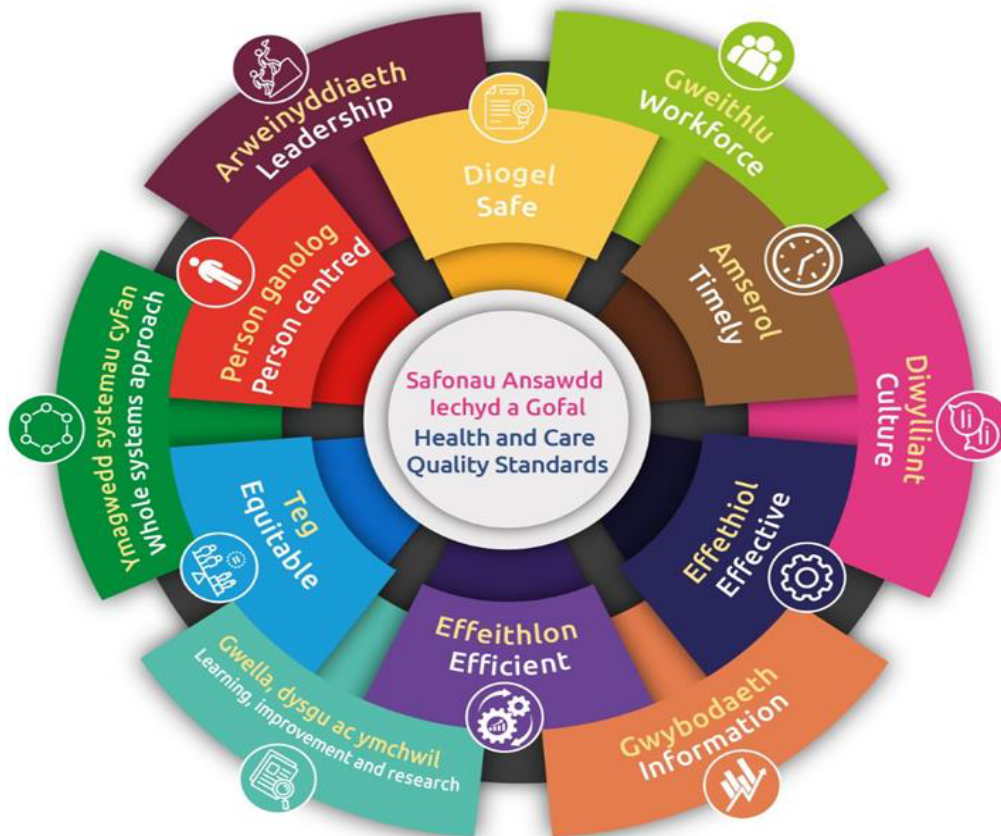 Safonau Ansawdd
Iechyd a Gofal
Health and Care
Quality Standards
Diogel
Safe
Amserol
Timely
Effethiol
Effective
Effeithlon
Efficient
Teg
Equitable
Person ganolog
Person centred
Arweinyddiaeth
Leadership
Gweithlu
Workforce
Diwylliant
Culture
Gwybodaeth
Information
Gwella, dysgu ac ymchwil
Learning, improvement and research
Ymagwedd systemau cyfan
Whole systems approach